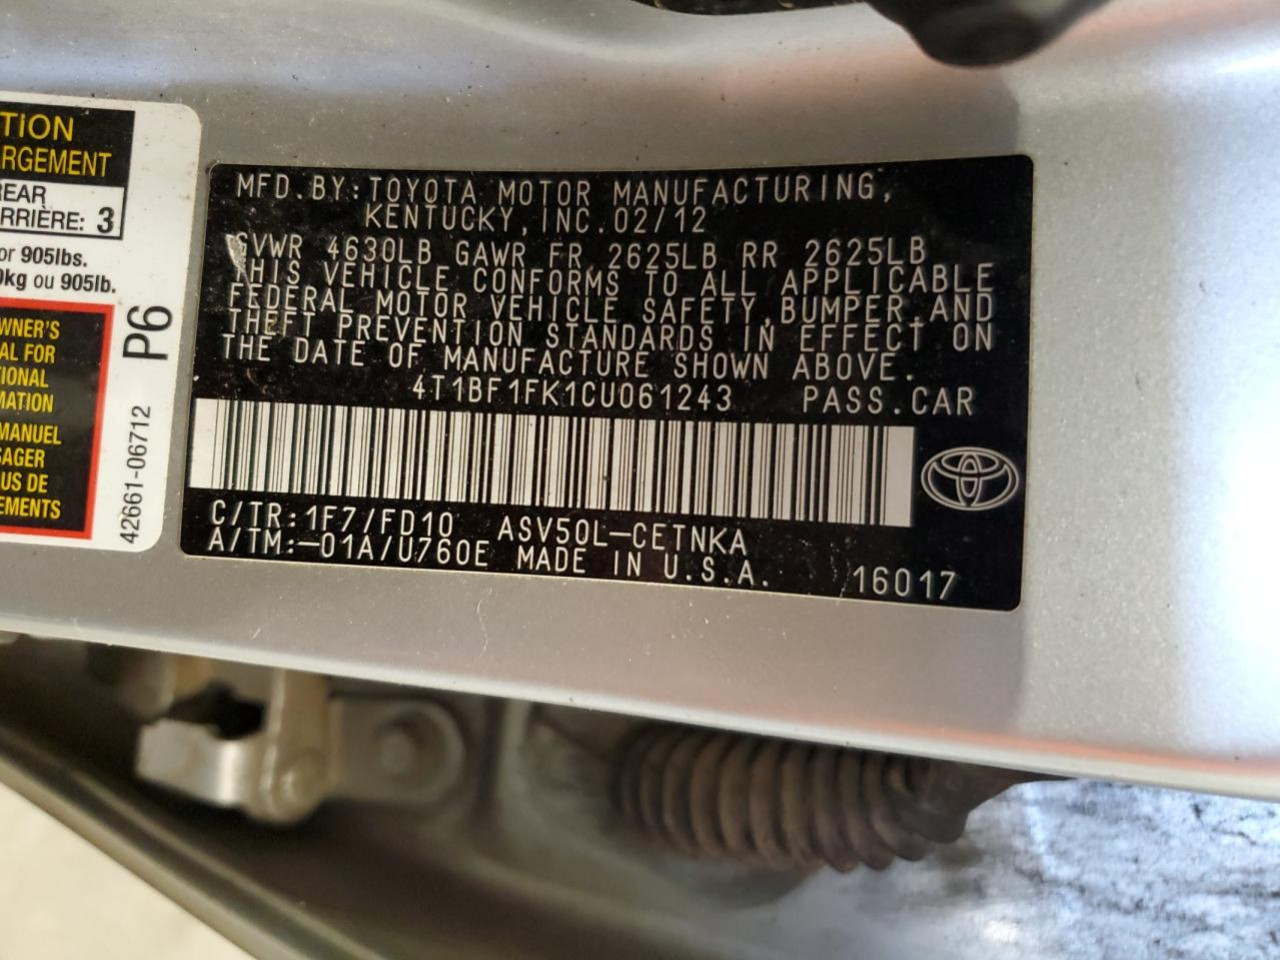 TION
RGEMENT
REAR
RRIÈRE: 3
or 905lbs.
0kg ou 905lb.
WNER'S
AL FOR
TIONAL
MATION
MANUEL
SAGER
US DE
EMENTS
P6
42661-06712
MFD.BY:TOYOTA MOTOR MANUFACTURING,
KENTUCKY, INC. 02/12
GVWR 4630LB GAWR FR 2625LB RR 2625LB
THIS VEHICLE CONFORMS TO ALL APPLICABLE
FEDERAL MOTOR VEHICLE SAFETY, BUMPER, AND
THEFT PREVENTION STANDARDS IN EFFECT ON
THE DATE OF MANUFACTURE SHOWN ABOVE.
4T1BF1FK1CU061243 PASS.CAR
C/TR:1F7/FD10 ASV50L-CETNKA
A/TM:-01A/U760E MADE IN U.S.A. 16017